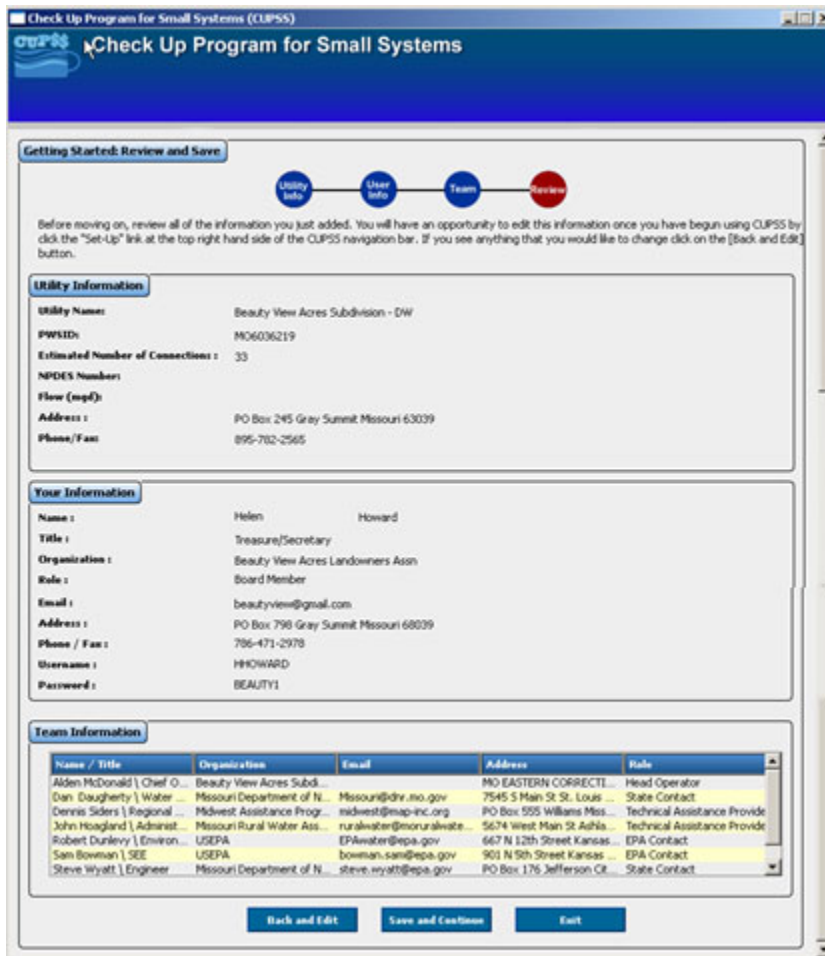 Check Up Program for Small Systems (CUPSS)
CUPSS
Check Up Program for Small Systems
Getting Started: Review and Save
Utility Info
User Info
Team
Review
Before moving on, review all of the information you just added. You will have an opportunity to edit this information once you have begun using CUPSS by
click the "Set-Up" link at the top right hand side of the CUPSS navigation bar. If you see anything that you would like to change click on the [Back and Edit]
button.
Utility Information
Utility Name: Beauty View Acres Subdivision - DW
PWSID: MO6036219
Estimated Number of Connections : 33
NPDES Number:
Flow (mgd):
Address : PO Box 245 Gray Summit Missouri 63039
Phone/Fax: 895-782-2565
Your Information
Name : Helen Howard
Title : Treasure/Secretary
Organization : Beauty View Acres Landowners Assn
Role : Board Member
Email : beautyview@gmail.com
Address : PO Box 798 Gray Summit Missouri 68039
Phone / Fax : 786-471-2978
Username : HHOWARD
Password : BEAUTY1
Team Information
Name / Title Organization Email Address Role
Alden McDonald \ Chief O... Beauty View Acres Subdi... MO EASTERN CORRECTI... Head Operator
Dan Daugherty \ Water ... Missouri Department of N... Missouri@dnr.mo.gov 7545 S Main St St. Louis ... State Contact
Dennis Siders \ Regional ... Midwest Assistance Progr... midwest@map-inc.org PO Box 555 Williams Miss... Technical Assistance Provide
John Hoagland \ Administ... Missouri Rural Water Ass... ruralwater@moruralwate... 5674 West Main St Ashla... Technical Assistance Provide
Robert Dunlevy \ Environ... USEPA EPAwater@epa.gov 667 N 12th Street Kansas... EPA Contact
Sam Bowman \ SEE USEPA bowman.sam@epa.gov 901 N 5th Street Kansas ... EPA Contact
Steve Wyatt \ Engineer Missouri Department of N... steve.wyatt@epa.gov PO Box 176 Jefferson Cit... State Contact
Back and Edit
Save and Continue
Exit